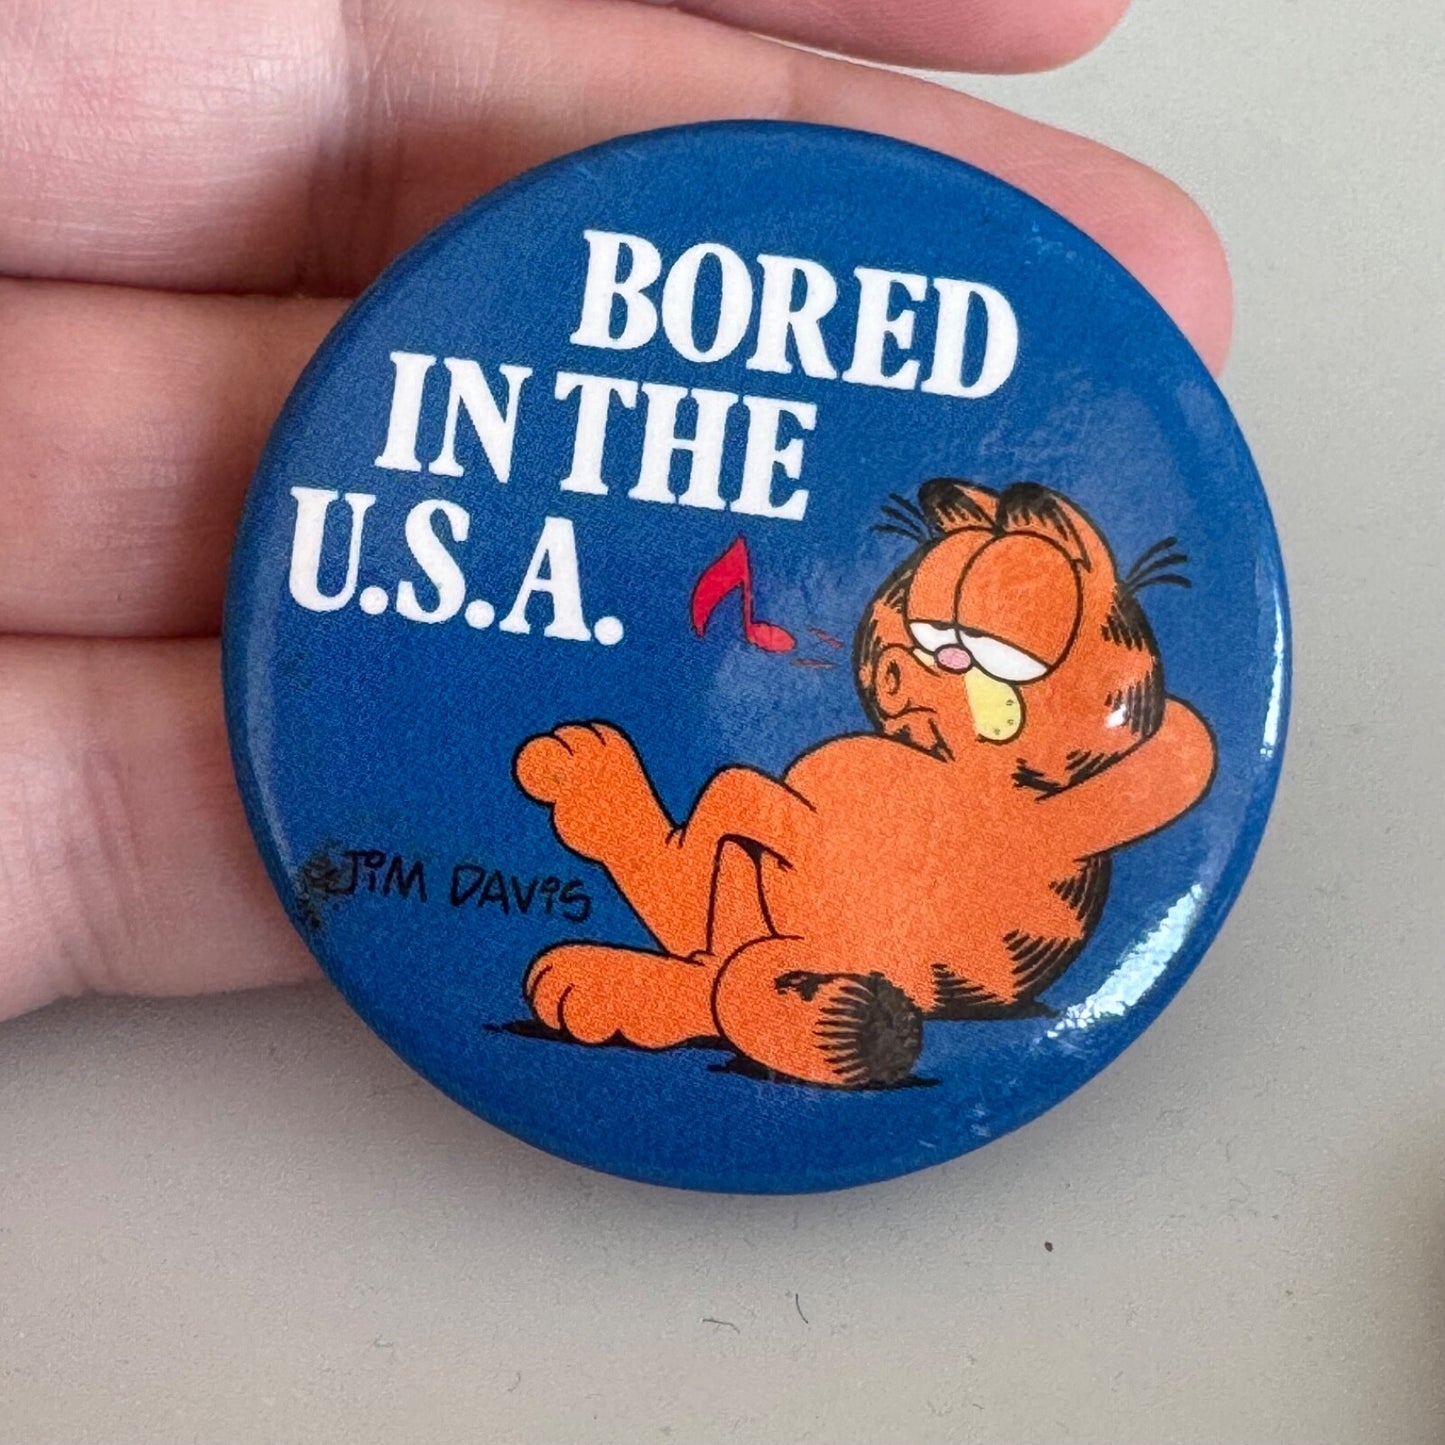 BORED
IN THE
U.S.A.
JIM DAVIS